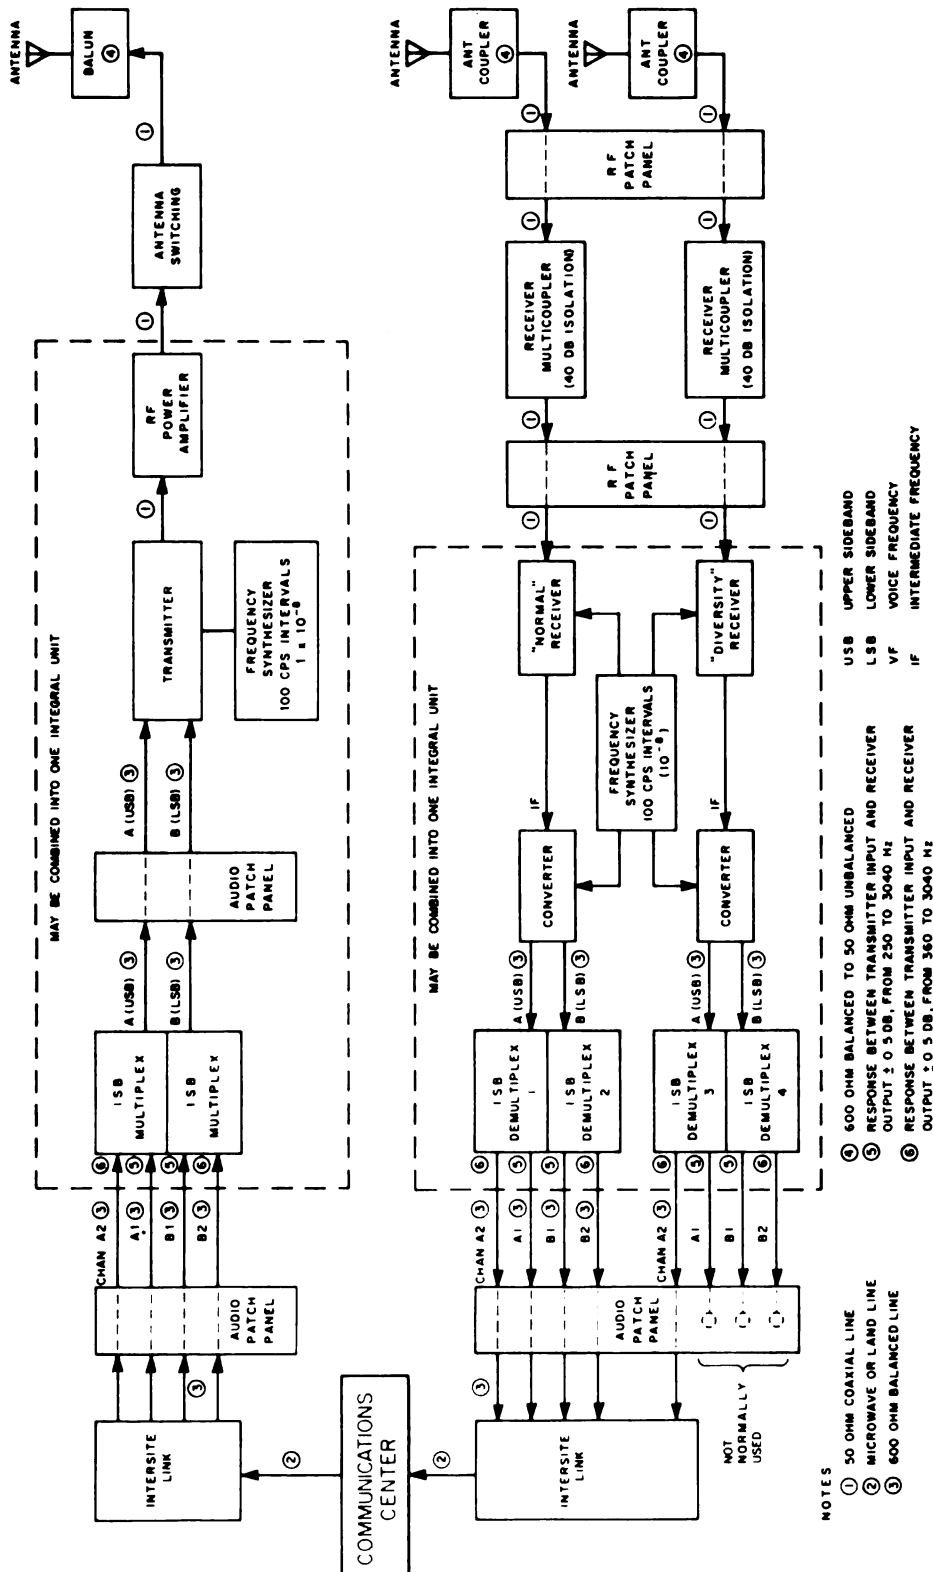 ANTENNA
BALUN
④
①
ANTENNA
SWITCHING
①
MAY BE COMBINED INTO ONE INTEGRAL UNIT
RF
POWER
AMPLIFIER
①
TRANSMITTER
FREQUENCY
SYNTHESIZER
100 CPS INTERVALS
1 x 10⁻⁸
A (USB) ③
B (LSB) ③
AUDIO
PATCH
PANEL
A (USB) ③
B (LSB) ③
ISB
MULTIPLEX
ISB
MULTIPLEX
⑥
⑤
⑤
⑥
CHAN A2 ③
A1 ③
B1 ③
B2 ③
AUDIO
PATCH
PANEL
③
INTERSITE
LINK
②
COMMUNICATIONS
CENTER
②
INTERSITE
LINK
③
AUDIO
PATCH
PANEL
NOT
NORMALLY
USED
CHAN A2 ③
A1 ③
B1 ③
B2 ③
CHAN A2 ③
A1
B1
B2
⑥
⑤
⑤
⑥
⑥
⑤
⑤
⑥
ISB
DEMULTIPLEX
1
ISB
DEMULTIPLEX
2
ISB
DEMULTIPLEX
3
ISB
DEMULTIPLEX
4
A (USB) ③
B (LSB) ③
A (USB) ③
B (LSB) ③
MAY BE COMBINED INTO ONE INTEGRAL UNIT
CONVERTER
CONVERTER
IF
IF
FREQUENCY
SYNTHESIZER
100 CPS INTERVALS
(10⁻⁸)
"NORMAL"
RECEIVER
"DIVERSITY"
RECEIVER
①
①
RF
PATCH
PANEL
①
①
RECEIVER
MULTICOUPLER
(40 DB ISOLATION)
RECEIVER
MULTICOUPLER
(40 DB ISOLATION)
①
①
RF
PATCH
PANEL
①
①
ANT
COUPLER
④
ANT
COUPLER
④
ANTENNA
ANTENNA
NOTES
① 50 OHM COAXIAL LINE
② MICROWAVE OR LAND LINE
③ 600 OHM BALANCED LINE
④ 600 OHM BALANCED TO 50 OHM UNBALANCED
⑤ RESPONSE BETWEEN TRANSMITTER INPUT AND RECEIVER
OUTPUT ± 0 5 DB, FROM 250 TO 3040 Hz
⑥ RESPONSE BETWEEN TRANSMITTER INPUT AND RECEIVER
OUTPUT ± 0 5 DB, FROM 360 TO 3040 Hz
USB UPPER SIDEBAND
LSB LOWER SIDEBAND
VF VOICE FREQUENCY
IF INTERMEDIATE FREQUENCY